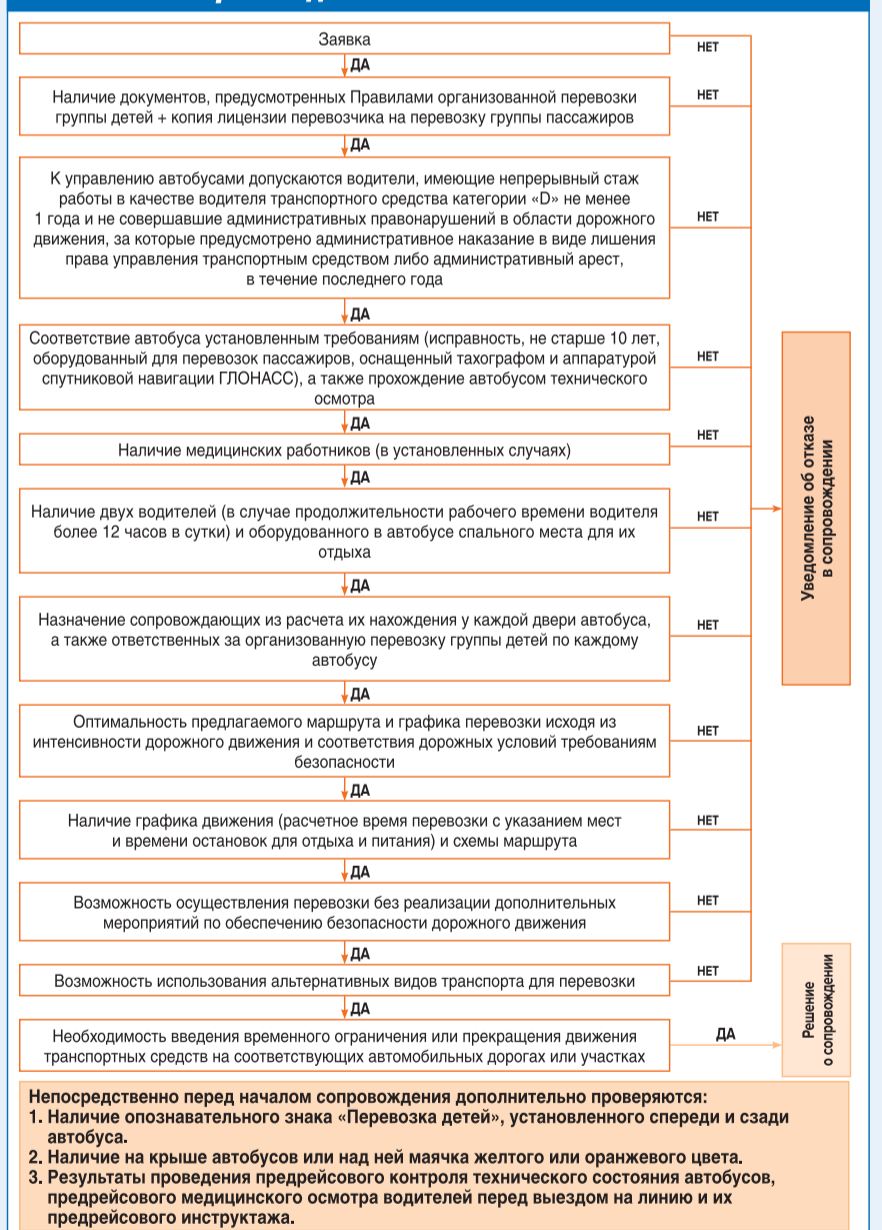 Заявка
НЕТ
ДА
Наличие документов, предусмотренных Правилами организованной перевозки
группы детей + копия лицензии перевозчика на перевозку группы пассажиров
НЕТ
ДА
К управлению автобусами допускаются водители, имеющие непрерывный стаж
работы в качестве водителя транспортного средства категории «D» не менее
1 года и не совершавшие административных правонарушений в области дорожного
движения, за которые предусмотрено административное наказание в виде лишения
права управления транспортным средством либо административный арест,
в течение последнего года
НЕТ
ДА
Соответствие автобуса установленным требованиям (исправность, не старше 10 лет,
оборудованный для перевозок пассажиров, оснащенный тахографом и аппаратурой
спутниковой навигации ГЛОНАСС), а также прохождение автобусом технического
осмотра
НЕТ
ДА
Наличие медицинских работников (в установленных случаях)
НЕТ
ДА
Наличие двух водителей (в случае продолжительности рабочего времени водителя
более 12 часов в сутки) и оборудованного в автобусе спального места для их
отдыха
НЕТ
ДА
Назначение сопровождающих из расчета их нахождения у каждой двери автобуса,
а также ответственных за организованную перевозку группы детей по каждому
автобусу
НЕТ
ДА
Оптимальность предлагаемого маршрута и графика перевозки исходя из
интенсивности дорожного движения и соответствия дорожных условий требованиям
безопасности
НЕТ
ДА
Наличие графика движения (расчетное время перевозки с указанием мест
и времени остановок для отдыха и питания) и схемы маршрута
НЕТ
ДА
Возможность осуществления перевозки без реализации дополнительных
мероприятий по обеспечению безопасности дорожного движения
НЕТ
ДА
Возможность использования альтернативных видов транспорта для перевозки
НЕТ
ДА
Необходимость введения временного ограничения или прекращения движения
транспортных средств на соответствующих автомобильных дорогах или участках
ДА
Уведомление об отказе
в сопровождении
Решение
о сопровождении
Непосредственно перед началом сопровождения дополнительно проверяются:
1. Наличие опознавательного знака «Перевозка детей», установленного спереди и сзади
автобуса.
2. Наличие на крыше автобусов или над ней маячка желтого или оранжевого цвета.
3. Результаты проведения предрейсового контроля технического состояния автобусов,
предрейсового медицинского осмотра водителей перед выездом на линию и их
предрейсового инструктажа.